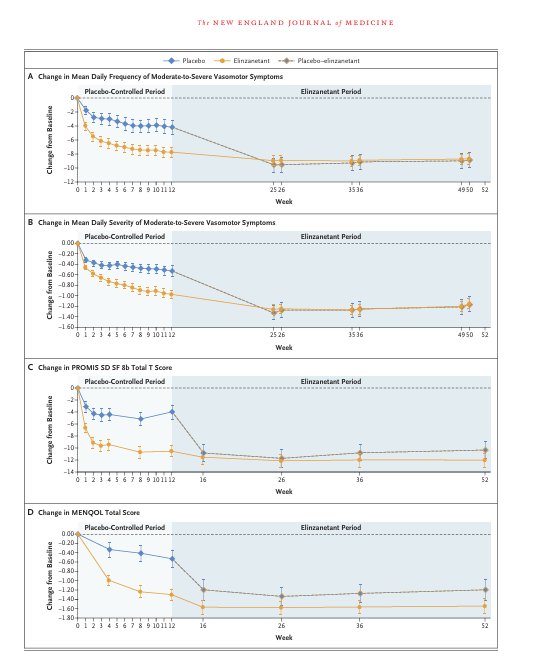 The NEW ENGLAND JOURNAL of MEDICINE
Placebo Elinzanetant Placebo–elinzanetant
A Change in Mean Daily Frequency of Moderate-to-Severe Vasomotor Symptoms
Placebo-Controlled Period Elinzanetant Period
Change from Baseline
0
−2
−4
−6
−8
−10
−12
0 1 2 3 4 5 6 7 8 9 10 11 12 25 26 35 36 49 50 52
Week
B Change in Mean Daily Severity of Moderate-to-Severe Vasomotor Symptoms
Placebo-Controlled Period Elinzanetant Period
Change from Baseline
0.00
−0.20
−0.40
−0.60
−0.80
−1.00
−1.20
−1.40
−1.60
0 1 2 3 4 5 6 7 8 9 10 11 12 25 26 35 36 49 50 52
Week
C Change in PROMIS SD SF 8b Total T Score
Placebo-Controlled Period Elinzanetant Period
Change from Baseline
0
−2
−4
−6
−8
−10
−12
−14
0 1 2 3 4 5 6 7 8 9 10 11 12 16 26 36 52
Week
D Change in MENQOL Total Score
Placebo-Controlled Period Elinzanetant Period
Change from Baseline
0.00
−0.20
−0.40
−0.60
−0.80
−1.00
−1.20
−1.40
−1.60
−1.80
0 1 2 3 4 5 6 7 8 9 10 11 12 16 26 36 52
Week